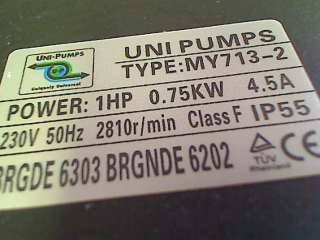 UNI-PUMPS
Uniquely Universal
UNI PUMPS
TYPE:MY713-2
POWER: 1HP 0.75KW 4.5A
230V 50Hz 2810r/min Class F IP55
BRGDE 6303 BRGNDE 6202
TÜV
Rheinland